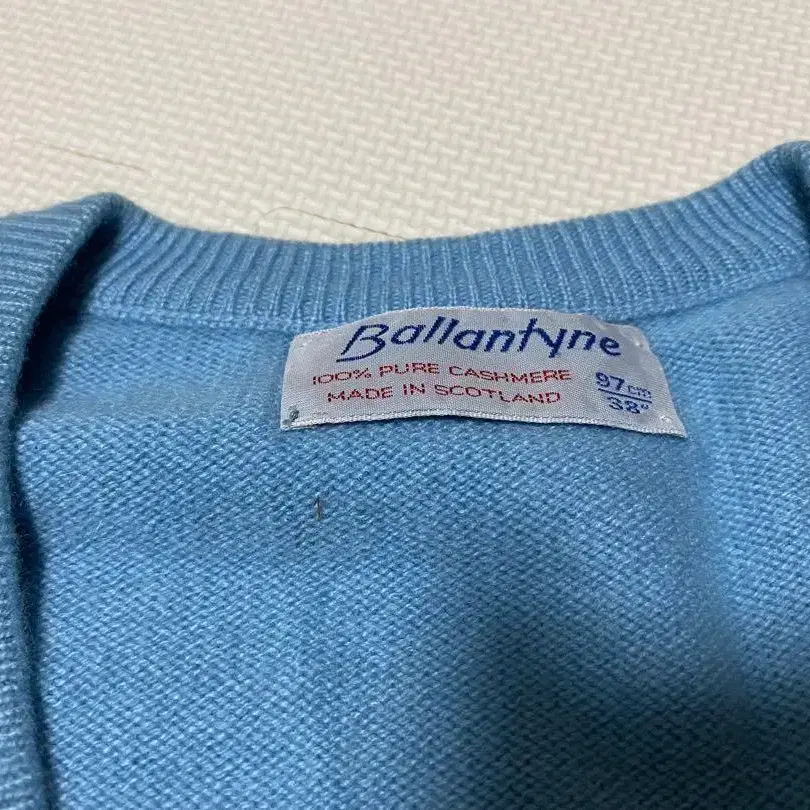 Ballantyne
100% PURE CASHMERE
MADE IN SCOTLAND
97cm
38"